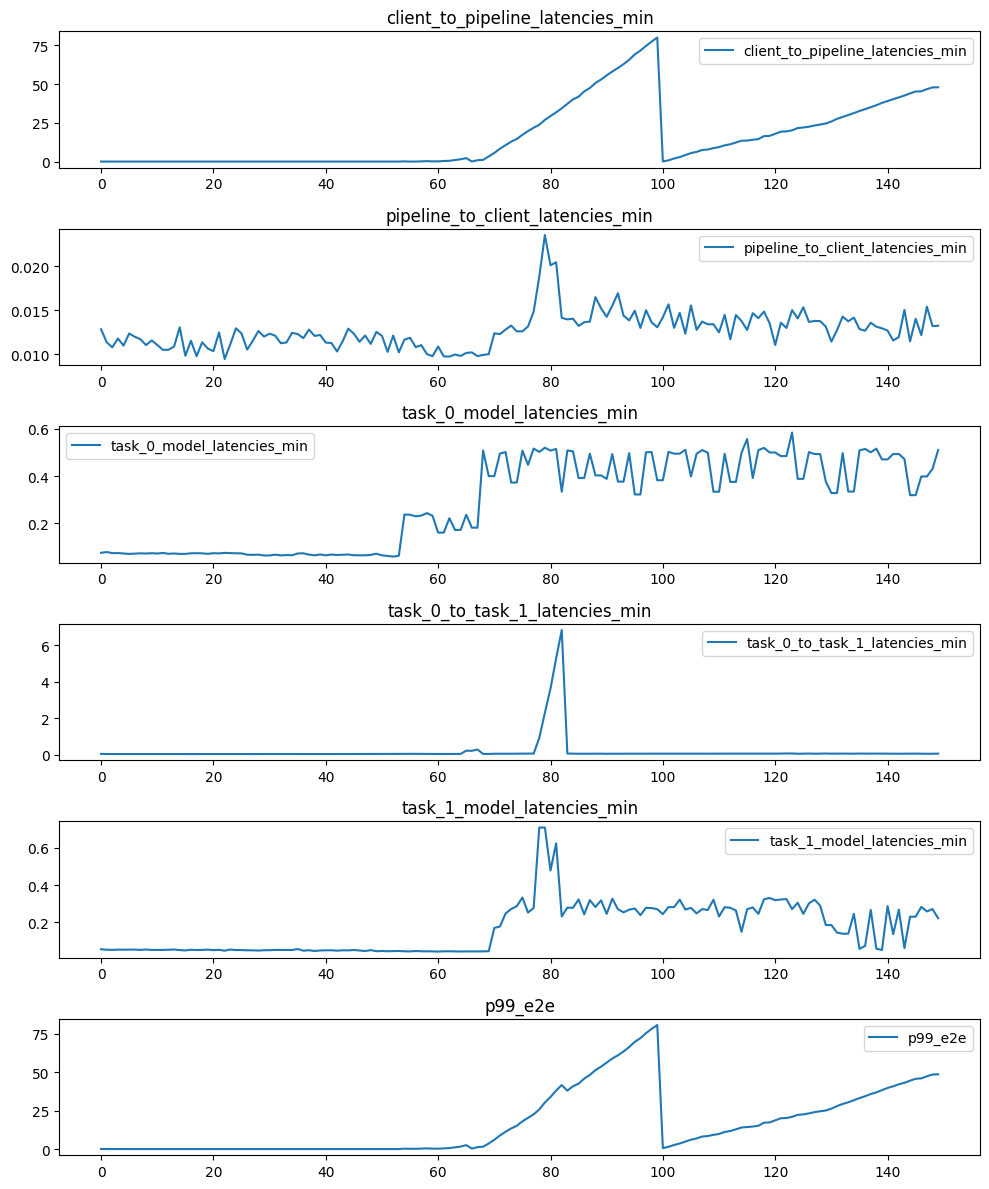 client_to_pipeline_latencies_min
client_to_pipeline_latencies_min
75
50
25
0
0 20 40 60 80 100 120 140
pipeline_to_client_latencies_min
pipeline_to_client_latencies_min
0.020
0.015
0.010
0 20 40 60 80 100 120 140
task_0_model_latencies_min
task_0_model_latencies_min
0.6
0.4
0.2
0 20 40 60 80 100 120 140
task_0_to_task_1_latencies_min
task_0_to_task_1_latencies_min
6
4
2
0
0 20 40 60 80 100 120 140
task_1_model_latencies_min
task_1_model_latencies_min
0.6
0.4
0.2
0 20 40 60 80 100 120 140
p99_e2e
p99_e2e
75
50
25
0
0 20 40 60 80 100 120 140